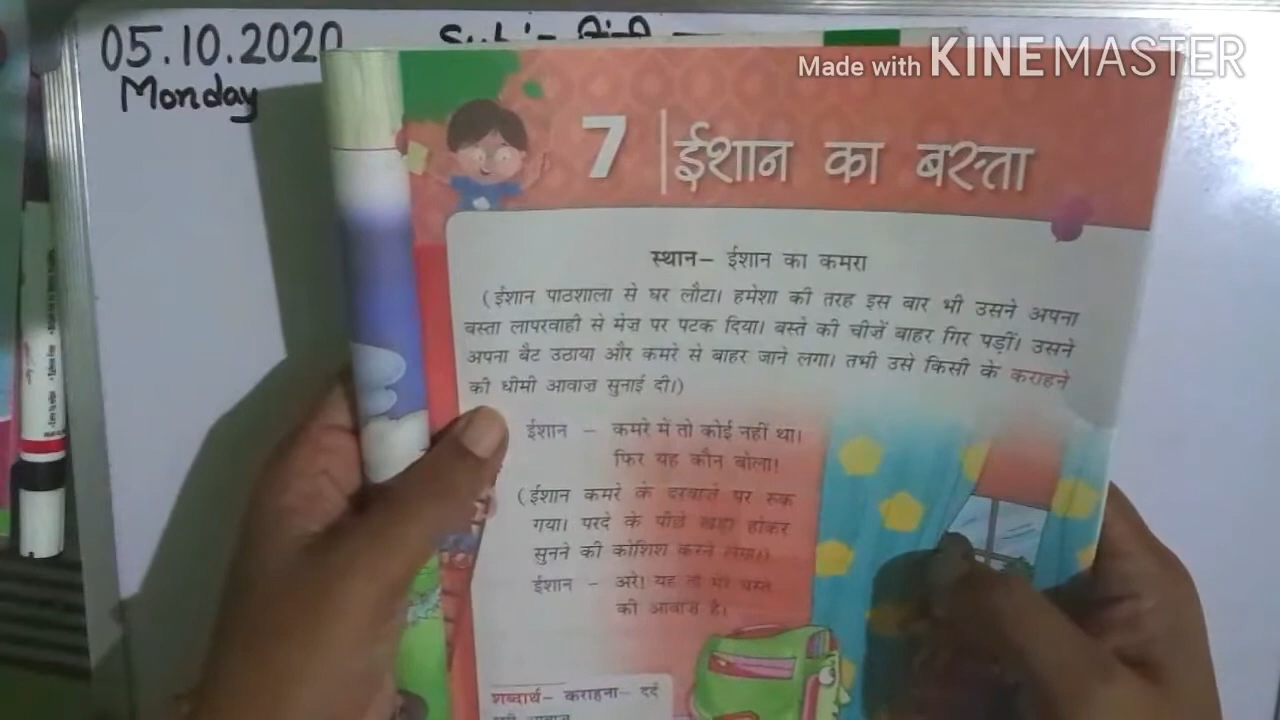 05.10.2020
Monday
Made with KINEMASTER
7 ईशान का बस्ता
स्थान– ईशान का कमरा
(ईशान पाठशाला से घर लौटा। हमेशा की तरह इस बार भी उसने अपना
बस्ता लापरवाही से मेज़ पर पटक दिया। बस्ते की चीज़ें बाहर गिर पड़ीं। उसने
अपना बैट उठाया और कमरे से बाहर जाने लगा। तभी उसे किसी के कराहने
की धीमी आवाज़ सुनाई दी।)
ईशान – कमरे में तो कोई नहीं था।
फिर यह कौन बोला!
(ईशान कमरे के दरवाज़े पर रुक
गया। परदे के पीछे खड़ा होकर
सुनने की कोशिश करने लगा।)
ईशान – अरे! यह तो मेरे बस्ते
की आवाज़ है।
शब्दार्थ– कराहना– दर्द